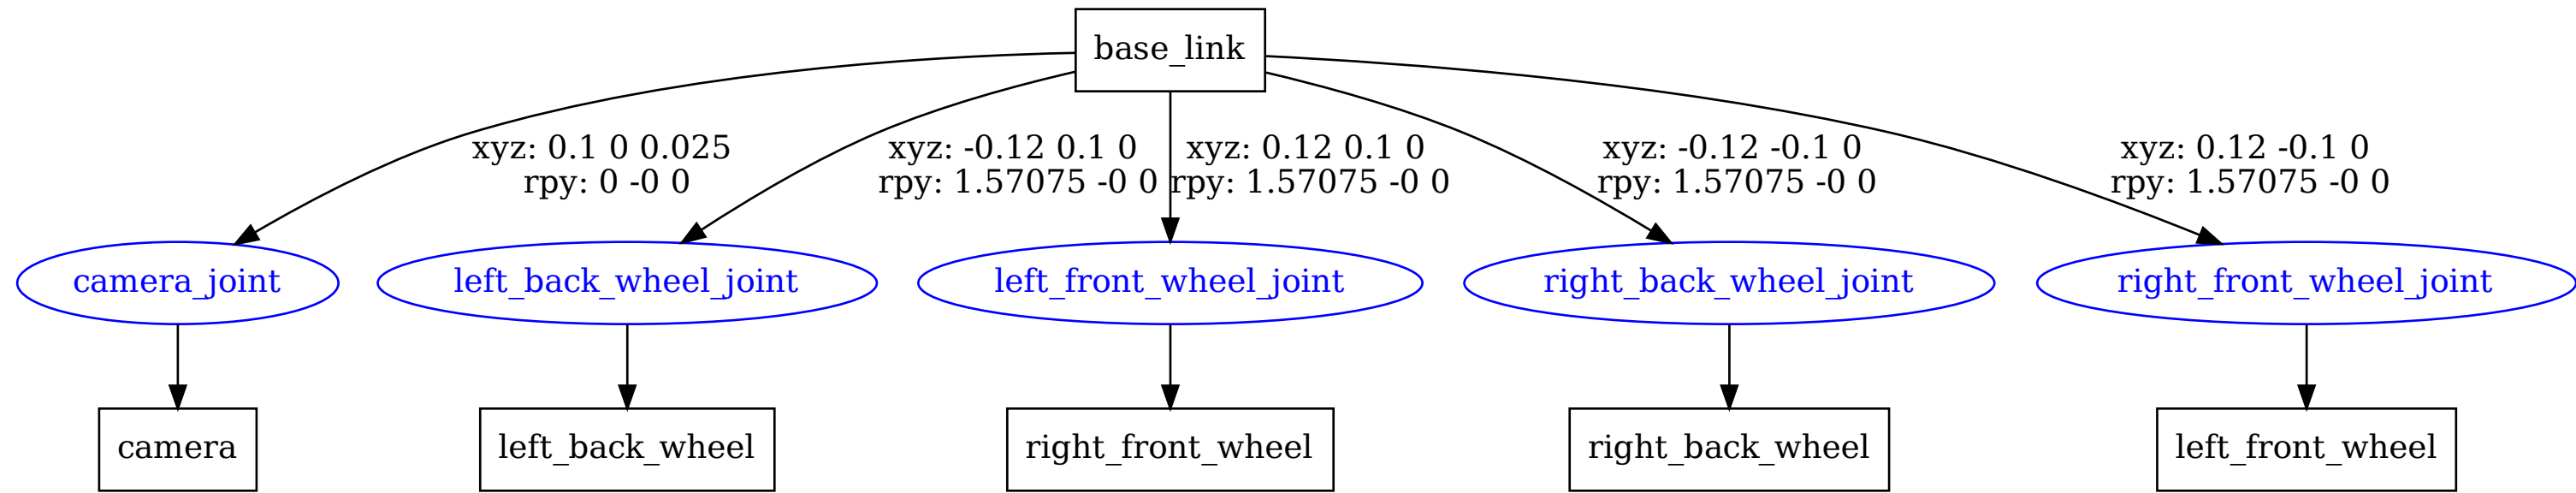 base_link
xyz: 0.1 0 0.025
rpy: 0 -0 0
xyz: -0.12 0.1 0
rpy: 1.57075 -0 0
xyz: 0.12 0.1 0
rpy: 1.57075 -0 0
xyz: -0.12 -0.1 0
rpy: 1.57075 -0 0
xyz: 0.12 -0.1 0
rpy: 1.57075 -0 0
camera_joint
left_back_wheel_joint
left_front_wheel_joint
right_back_wheel_joint
right_front_wheel_joint
camera
left_back_wheel
right_front_wheel
right_back_wheel
left_front_wheel